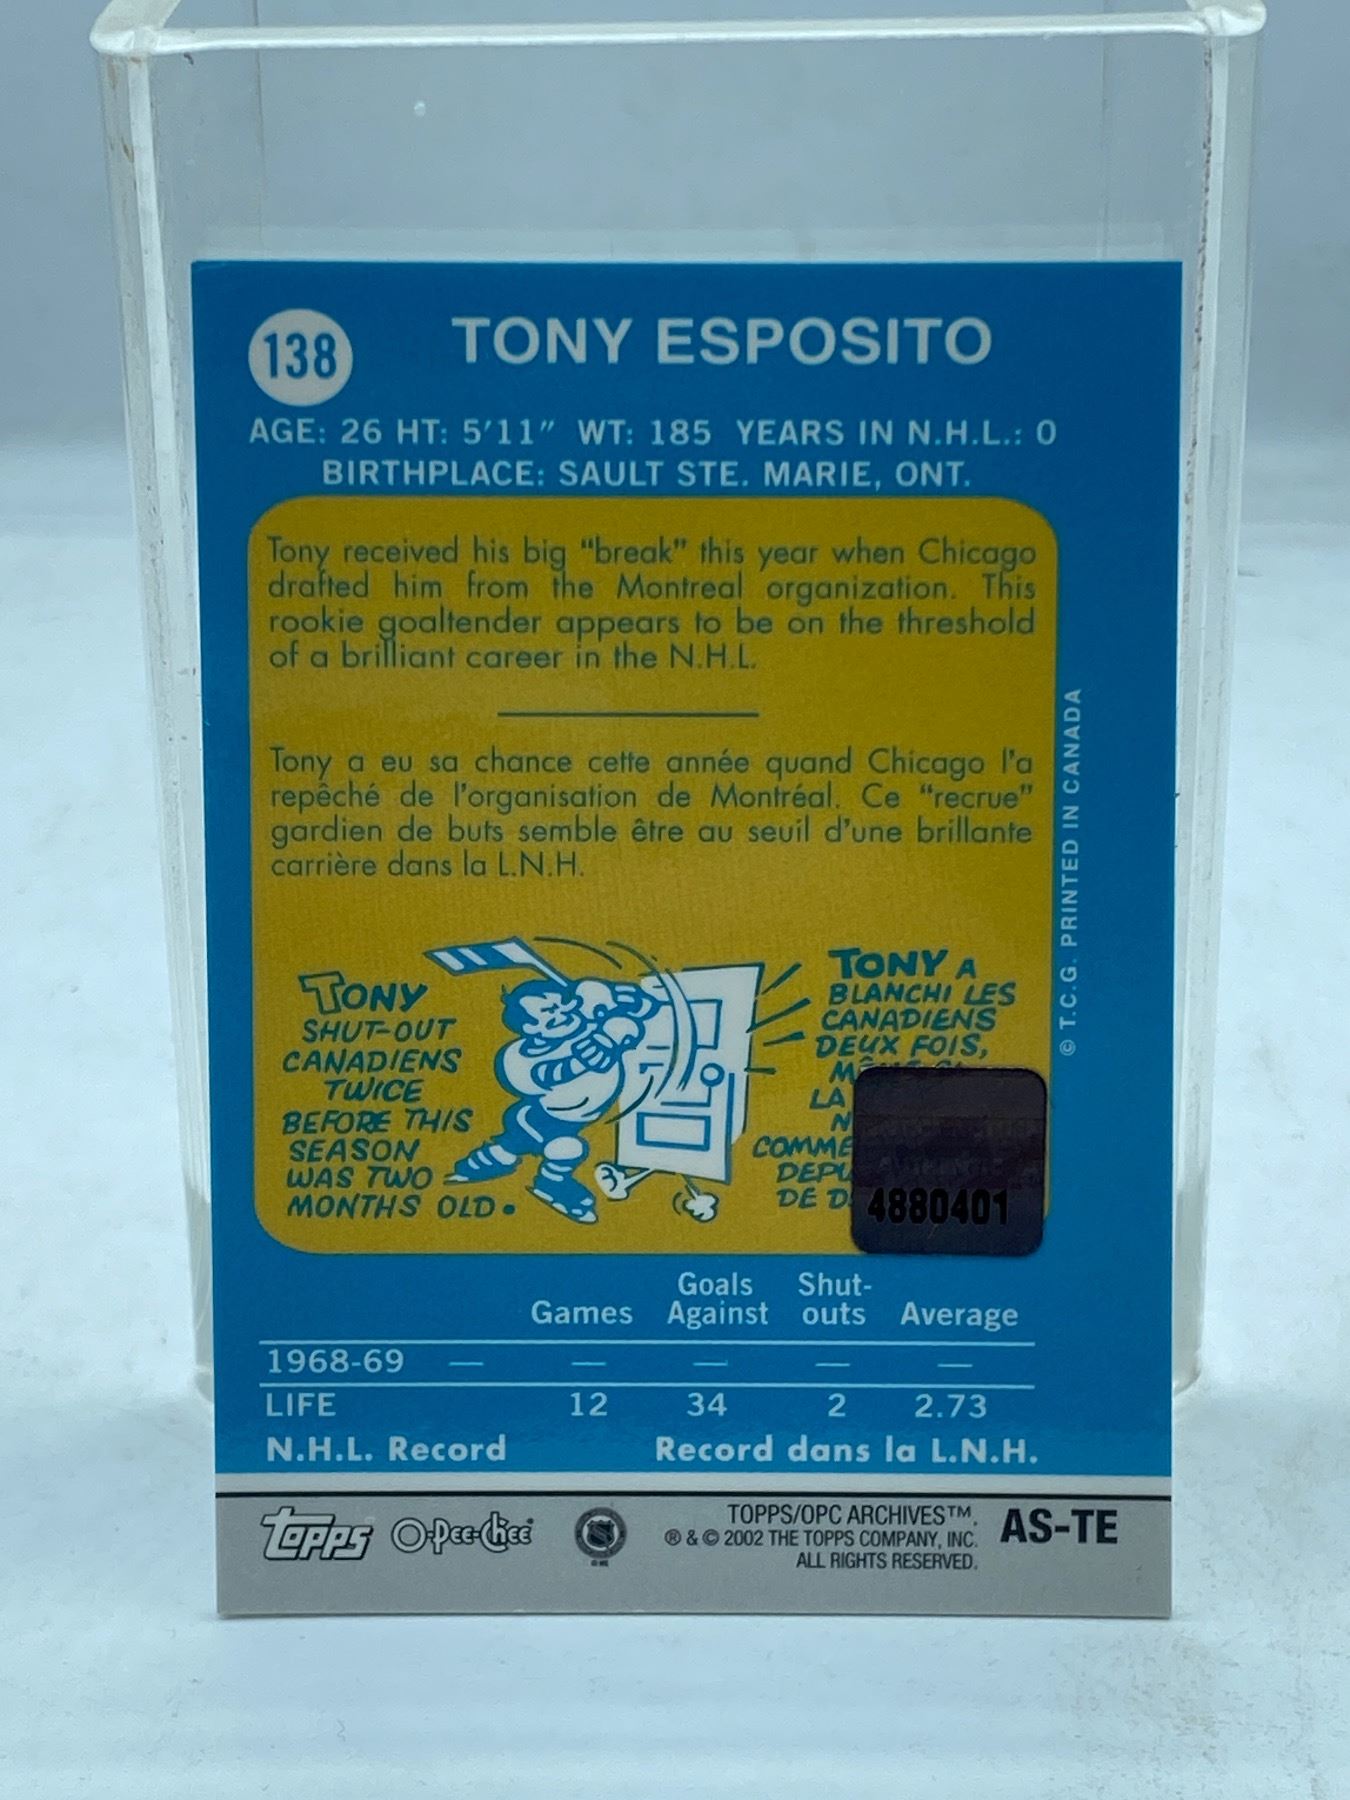 138
TONY ESPOSITO
AGE: 26 HT: 5'11" WT: 185 YEARS IN N.H.L.: 0
BIRTHPLACE: SAULT STE. MARIE, ONT.
Tony received his big "break" this year when Chicago
drafted him from the Montreal organization. This
rookie goaltender appears to be on the threshold
of a brilliant career in the N.H.L.
Tony a eu sa chance cette année quand Chicago l'a
repêché de l'organisation de Montréal. Ce "recrue"
gardien de buts semble être au seuil d'une brillante
carrière dans la L.N.H.
TONY
SHUT-OUT
CANADIENS
TWICE
BEFORE THIS
SEASON
WAS TWO
MONTHS OLD.
TONY A
BLANCHI LES
CANADIENS
DEUX FOIS,
LA
COMME
DE
4880401
© T.C.G. PRINTED IN CANADA
Games Goals Against Shut-outs Average
1968-69 — — — — —
LIFE 12 34 2 2.73
N.H.L. Record Record dans la L.N.H.
Topps O-Pee-Chee
TOPPS/OPC ARCHIVES™.
® & © 2002 THE TOPPS COMPANY, INC.
ALL RIGHTS RESERVED.
AS-TE